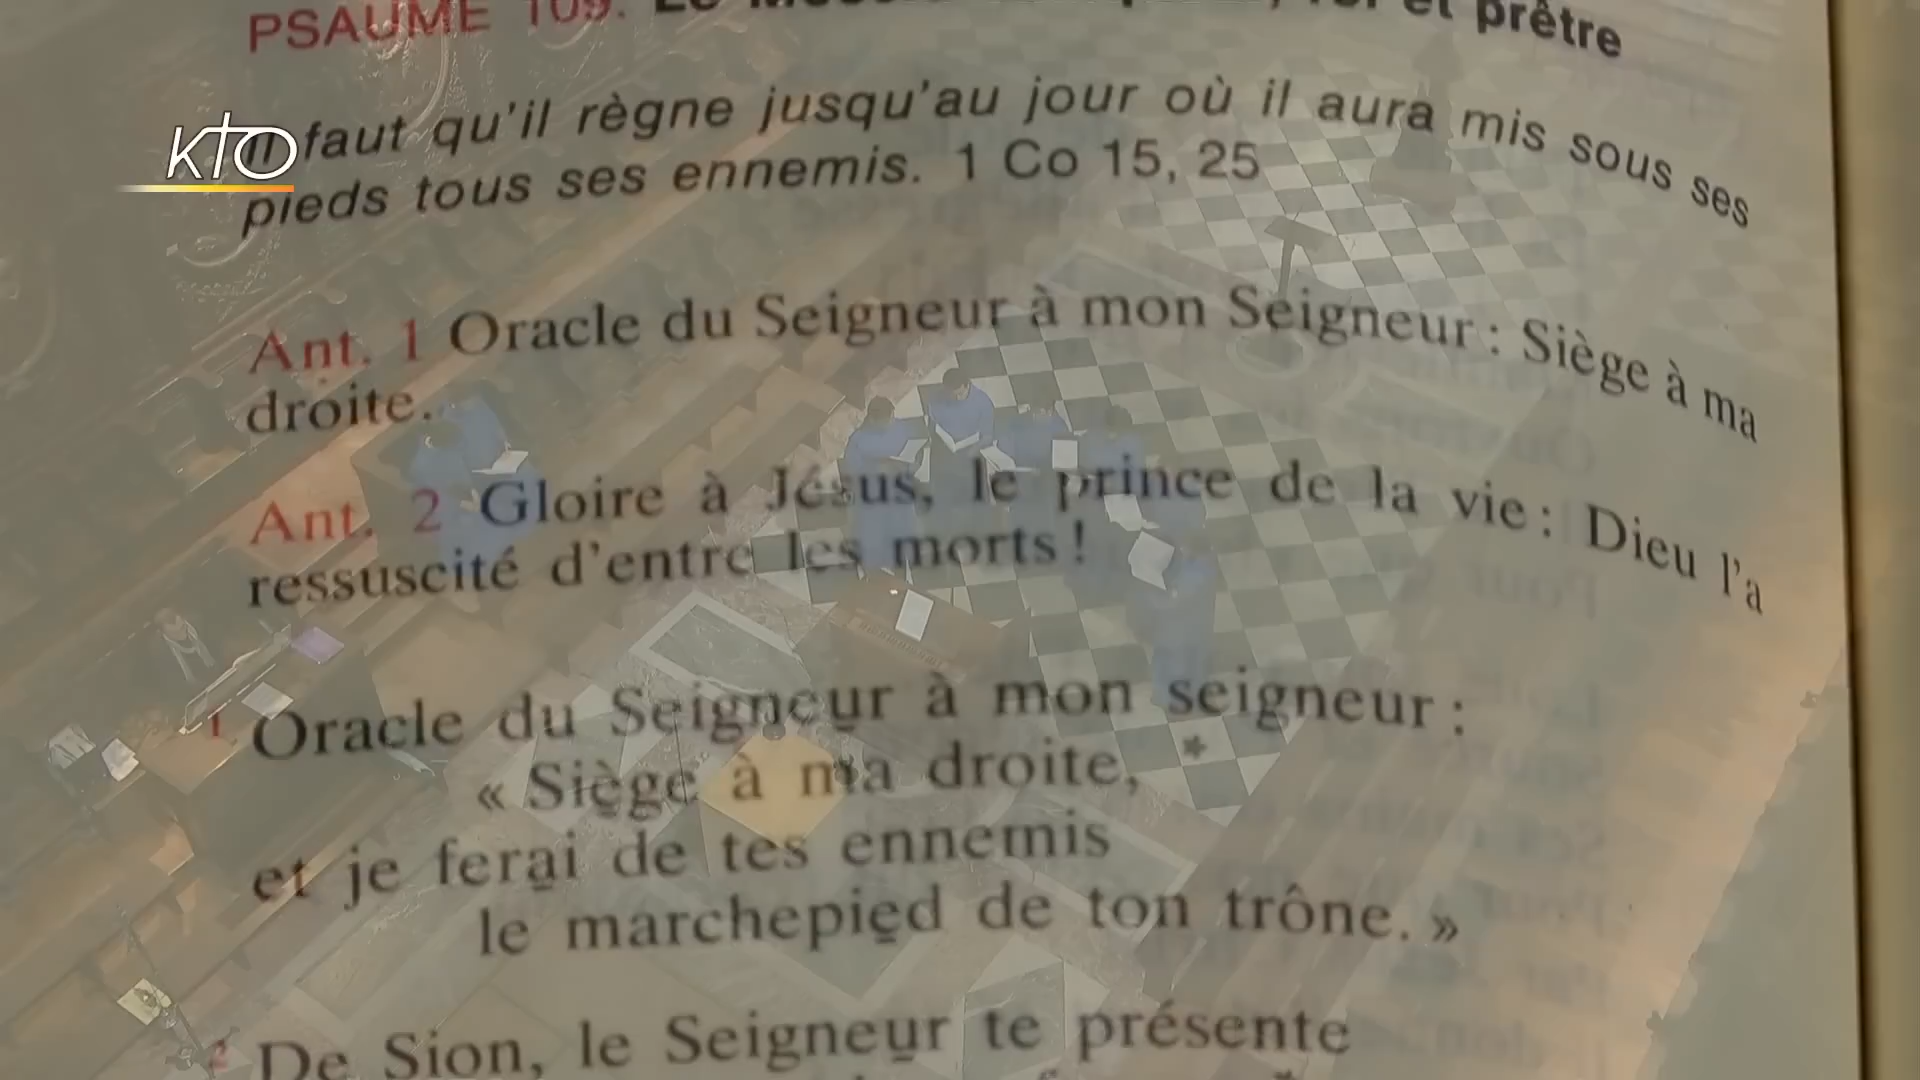 PSAUME 109. Le et prêtre
KTO
Il faut qu'il règne jusqu'au jour où il aura mis sous ses
pieds tous ses ennemis. 1 Co 15, 25
Ant. 1 Oracle du Seigneur à mon Seigneur : Siège à ma
droite.
Ant. 2 Gloire à Jésus, le prince de la vie : Dieu l'a
ressuscité d'entre les morts !
1 Oracle du Seigneur à mon seigneur :
« Siège à ma droite, *
et je ferai de tes ennemis
le marchepied de ton trône. »
2 De Sion, le Seigneur te présente